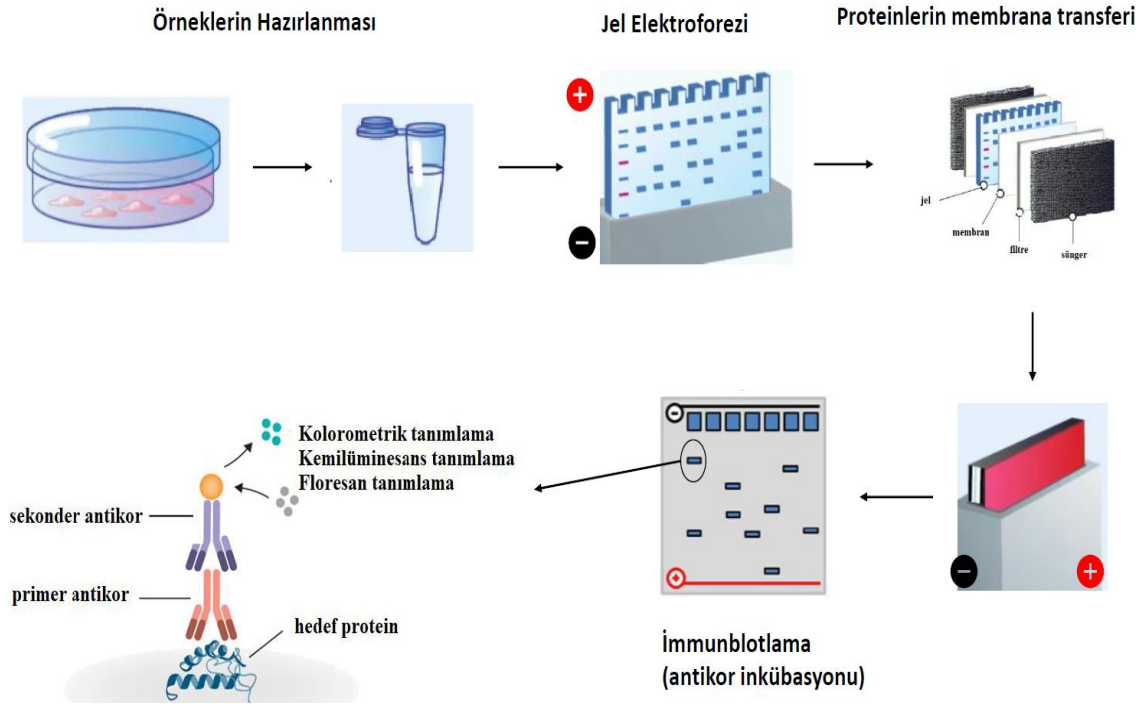 Örneklerin Hazırlanması
Jel Elektroforezi
Proteinlerin membrana transferi
+
−
jel
membran
filtre
sünger
−
+
−
+
İmmunblotlama
(antikor inkübasyonu)
Kolorometrik tanımlama
Kemilüminesans tanımlama
Floresan tanımlama
sekonder antikor
primer antikor
hedef protein